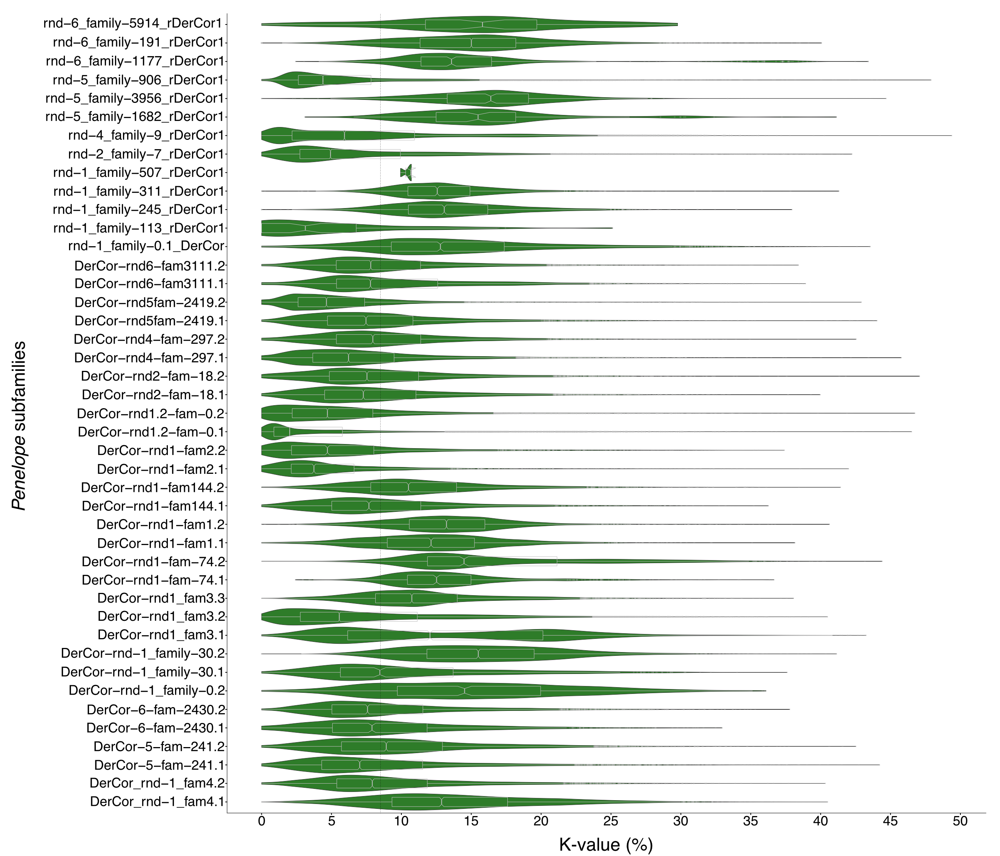 rnd−6_family−5914_rDerCor1
rnd−6_family−191_rDerCor1
rnd−6_family−1177_rDerCor1
rnd−5_family−906_rDerCor1
rnd−5_family−3956_rDerCor1
rnd−5_family−1682_rDerCor1
rnd−4_family−9_rDerCor1
rnd−2_family−7_rDerCor1
rnd−1_family−507_rDerCor1
rnd−1_family−311_rDerCor1
rnd−1_family−245_rDerCor1
rnd−1_family−113_rDerCor1
rnd−1_family−0.1_DerCor
DerCor−rnd6−fam3111.2
DerCor−rnd6−fam3111.1
DerCor−rnd5fam−2419.2
DerCor−rnd5fam−2419.1
DerCor−rnd4−fam−297.2
DerCor−rnd4−fam−297.1
DerCor−rnd2−fam−18.2
DerCor−rnd2−fam−18.1
DerCor−rnd1.2−fam−0.2
DerCor−rnd1.2−fam−0.1
DerCor−rnd1−fam2.2
DerCor−rnd1−fam2.1
DerCor−rnd1−fam144.2
DerCor−rnd1−fam144.1
DerCor−rnd1−fam1.2
DerCor−rnd1−fam1.1
DerCor−rnd1−fam−74.2
DerCor−rnd1−fam−74.1
DerCor−rnd1_fam3.3
DerCor−rnd1_fam3.2
DerCor−rnd1_fam3.1
DerCor−rnd−1_family−30.2
DerCor−rnd−1_family−30.1
DerCor−rnd−1_family−0.2
DerCor−6−fam−2430.2
DerCor−6−fam−2430.1
DerCor−5−fam−241.2
DerCor−5−fam−241.1
DerCor_rnd−1_fam4.2
DerCor_rnd−1_fam4.1
Penelope subfamilies
0 5 10 15 20 25 30 35 40 45 50
K-value (%)